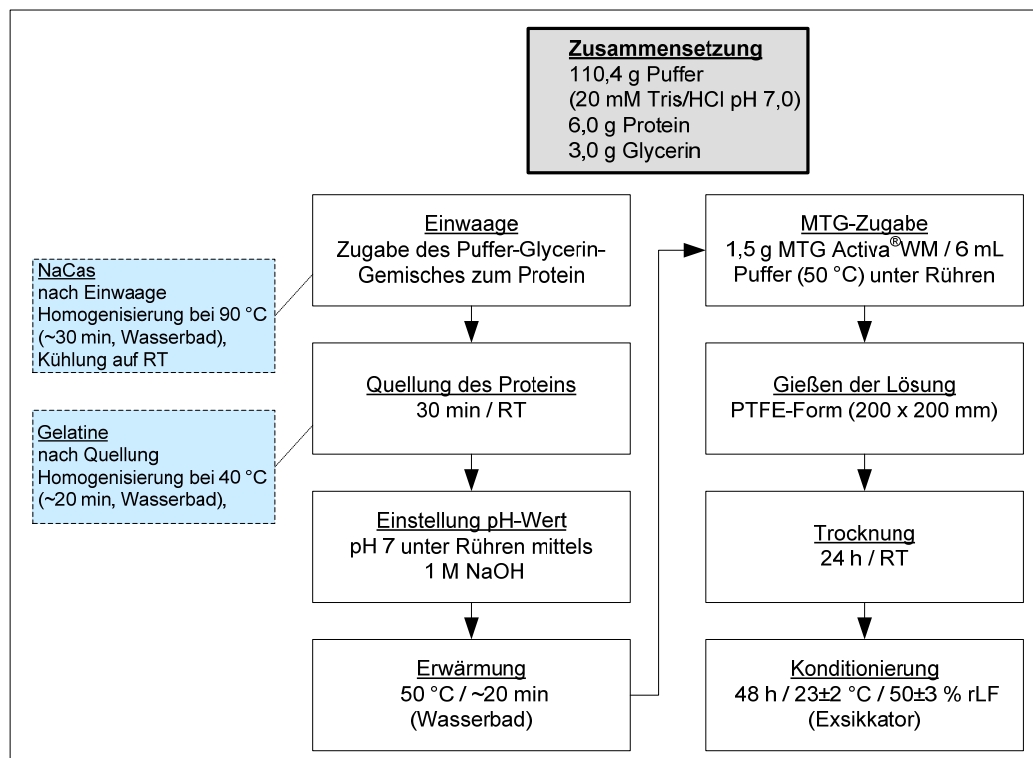 Zusammensetzung
110,4 g Puffer
(20 mM Tris/HCl pH 7,0)
6,0 g Protein
3,0 g Glycerin
Einwaage
Zugabe des Puffer-Glycerin-
Gemisches zum Protein
NaCas
nach Einwaage
Homogenisierung bei 90 °C
(~30 min, Wasserbad),
Kühlung auf RT
Quellung des Proteins
30 min / RT
Gelatine
nach Quellung
Homogenisierung bei 40 °C
(~20 min, Wasserbad),
Einstellung pH-Wert
pH 7 unter Rühren mittels
1 M NaOH
Erwärmung
50 °C / ~20 min
(Wasserbad)
MTG-Zugabe
1,5 g MTG Activa®WM / 6 mL
Puffer (50 °C) unter Rühren
Gießen der Lösung
PTFE-Form (200 x 200 mm)
Trocknung
24 h / RT
Konditionierung
48 h / 23±2 °C / 50±3 % rLF
(Exsikkator)